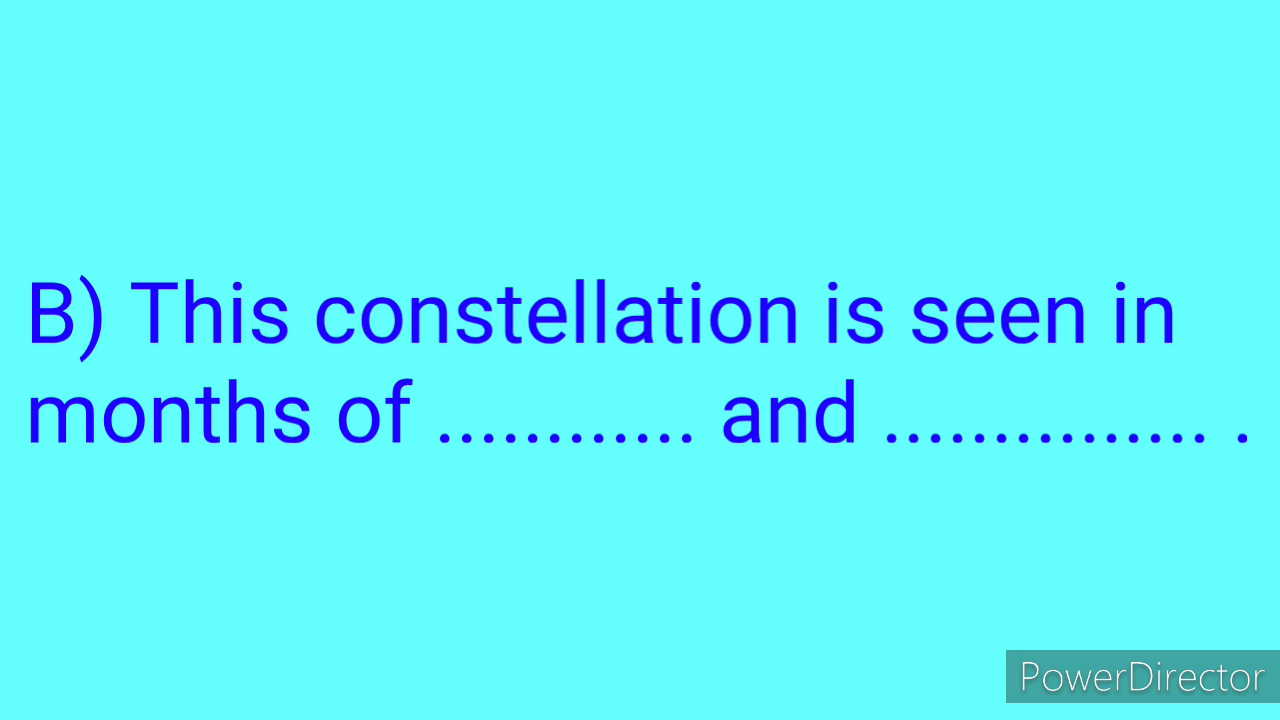 B) This constellation is seen in
months of ............ and ............... .
PowerDirector